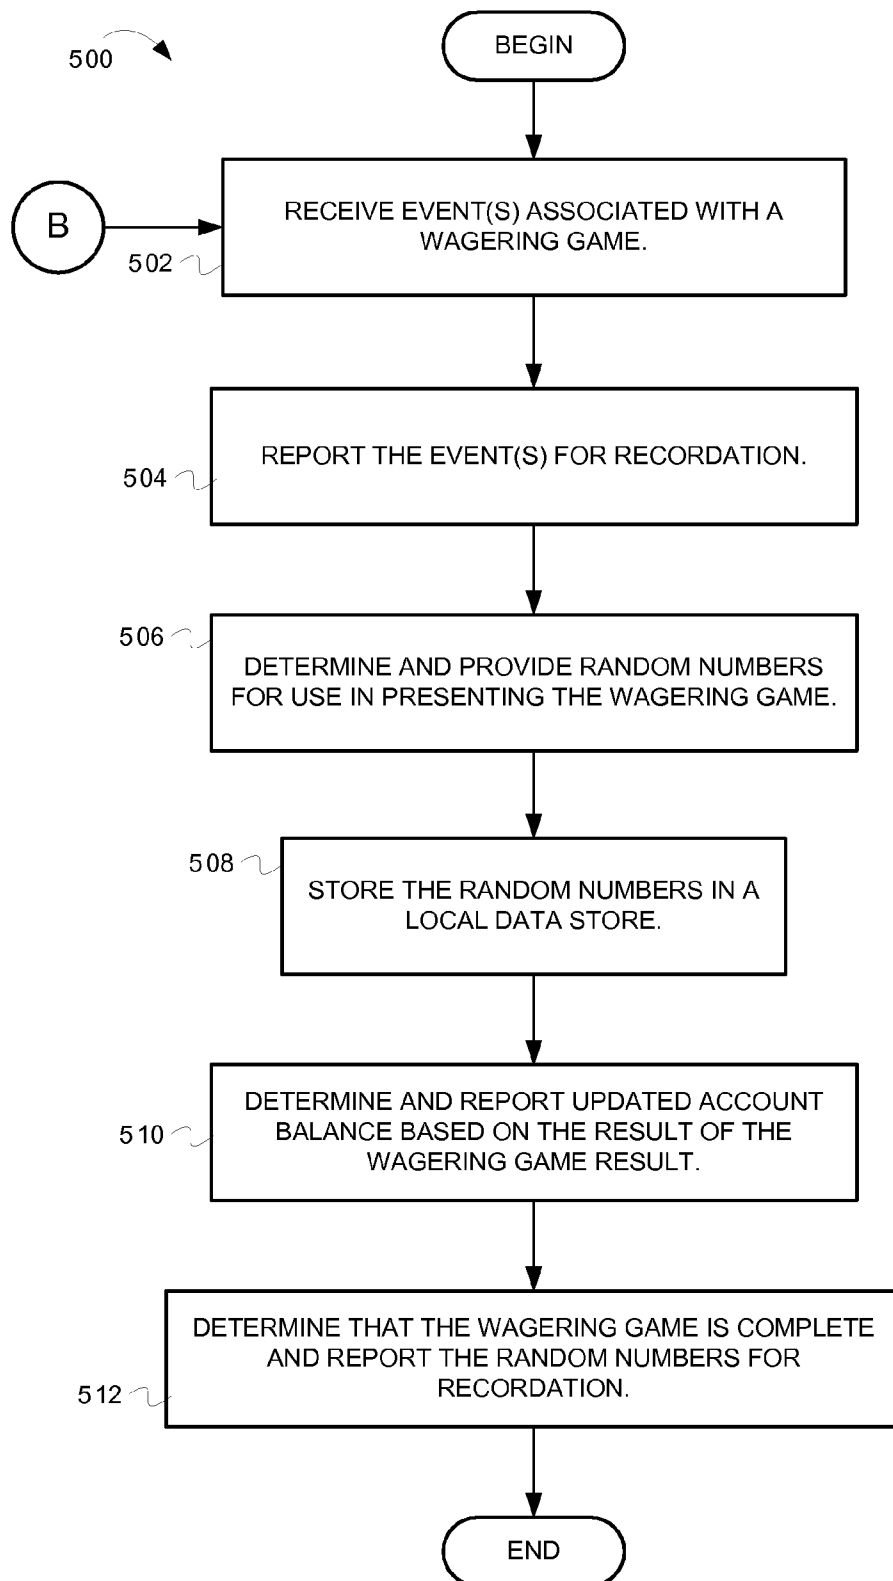 500
BEGIN
B
502
RECEIVE EVENT(S) ASSOCIATED WITH A
WAGERING GAME.
504
REPORT THE EVENT(S) FOR RECORDATION.
506
DETERMINE AND PROVIDE RANDOM NUMBERS
FOR USE IN PRESENTING THE WAGERING GAME.
508
STORE THE RANDOM NUMBERS IN A
LOCAL DATA STORE.
510
DETERMINE AND REPORT UPDATED ACCOUNT
BALANCE BASED ON THE RESULT OF THE
WAGERING GAME RESULT.
512
DETERMINE THAT THE WAGERING GAME IS COMPLETE
AND REPORT THE RANDOM NUMBERS FOR
RECORDATION.
END